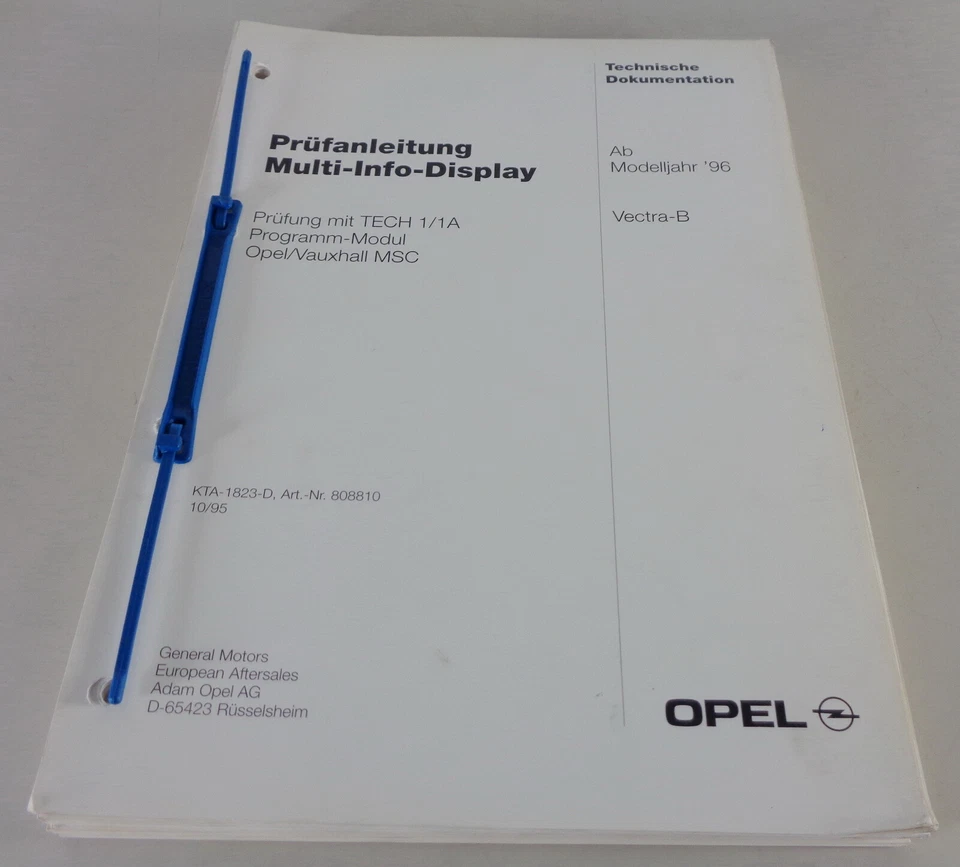 Technische
Dokumentation
Prüfanleitung
Multi-Info-Display
Ab
Modelljahr '96
Prüfung mit TECH 1/1A
Programm-Modul
Opel/Vauxhall MSC
Vectra-B
KTA-1823-D, Art.-Nr. 808810
10/95
General Motors
European Aftersales
Adam Opel AG
D-65423 Rüsselsheim
OPEL